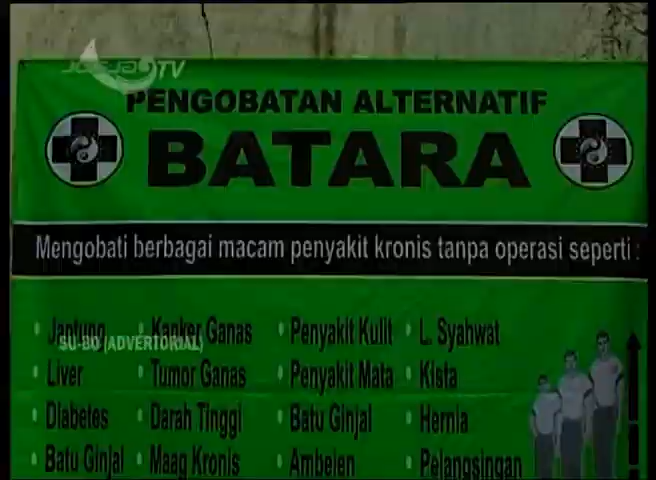 JOGJA TV
PENGOBATAN ALTERNATIF
BATARA
Mengobati berbagai macam penyakit kronis tanpa operasi seperti :
Jantung Kanker Ganas Penyakit Kulit L. Syahwat
SU-BO (ADVERTORIAL)
Liver Tumor Ganas Penyakit Mata Kista
Diabetes Darah Tinggi Batu Ginjal Hernia
Batu Ginjal Maag Kronis Ambeien Pelangsingan